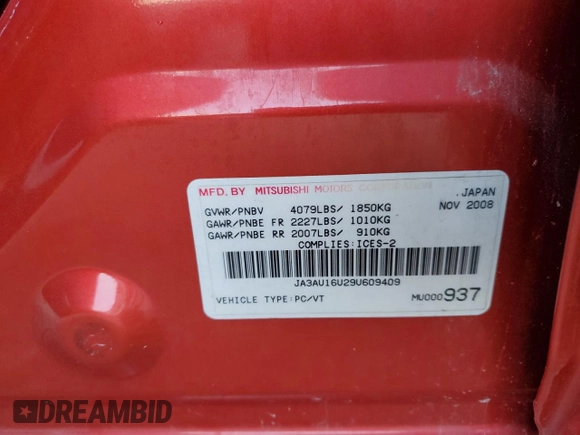 MFD. BY MITSUBISHI MOTORS CORPORATION
JAPAN
GVWR/PNBV 4079LBS/ 1850KG
NOV 2008
GAWR/PNBE FR 2227LBS/ 1010KG
GAWR/PNBE RR 2007LBS/ 910KG
COMPLIES:ICES-2
JA3AU16U29U609409
VEHICLE TYPE:PC/VT
MU000937
DREAMBID